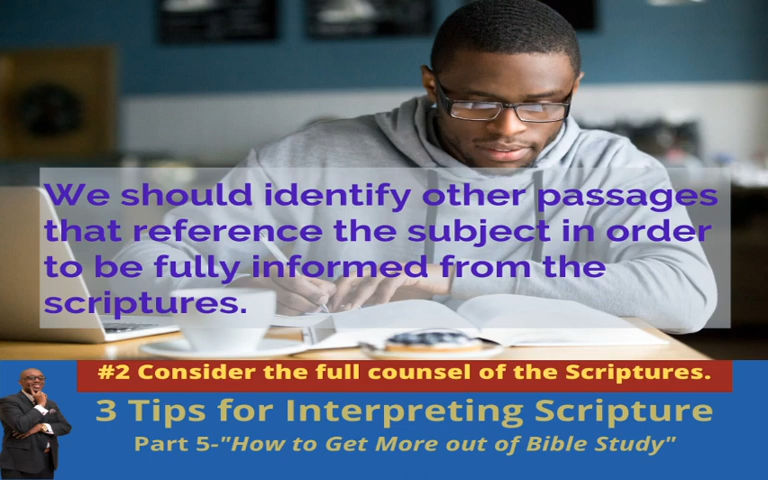 We should identify other passages
that reference the subject in order
to be fully informed from the
scriptures.
#2 Consider the full counsel of the Scriptures.
3 Tips for Interpreting Scripture
Part 5-"How to Get More out of Bible Study"